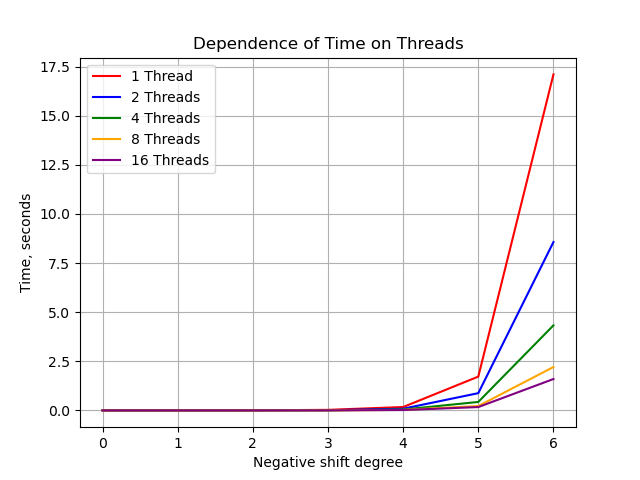 Dependence of Time on Threads
17.5
15.0
12.5
10.0
7.5
5.0
2.5
0.0
Time, seconds
1 Thread
2 Threads
4 Threads
8 Threads
16 Threads
0 1 2 3 4 5 6
Negative shift degree